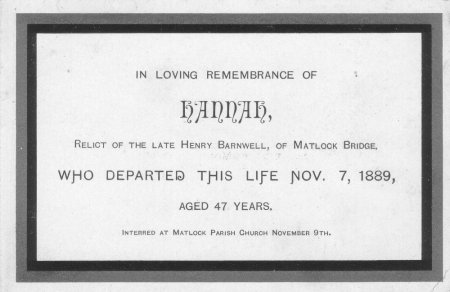 IN LOVING REMEMBRANCE OF
HANNAH,
RELICT OF THE LATE HENRY BARNWELL, OF MATLOCK BRIDGE,
WHO DEPARTED THIS LIFE NOV. 7, 1889,
AGED 47 YEARS.
INTERRED AT MATLOCK PARISH CHURCH NOVEMBER 9TH.